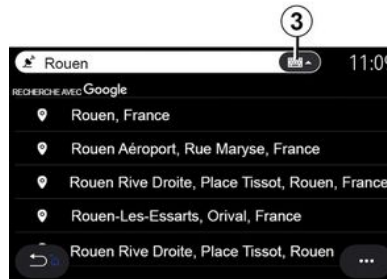 3
Rouen
11:09
RECHERCHE AVEC Google
Rouen, France
Rouen Aéroport, Rue Maryse, France
Rouen Rive Droite, Place Tissot, Rouen, France
Rouen-Les-Essarts, Orival, France
Rouen Rive Droite, Place Tissot, Rouen